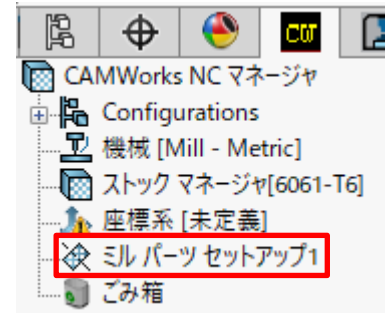 CW
CAMWorks NC マネージャ
Configurations
機械 [Mill - Metric]
ストック マネージャ[6061-T6]
座標系 [未定義]
ミル パーツ セットアップ1
ごみ箱